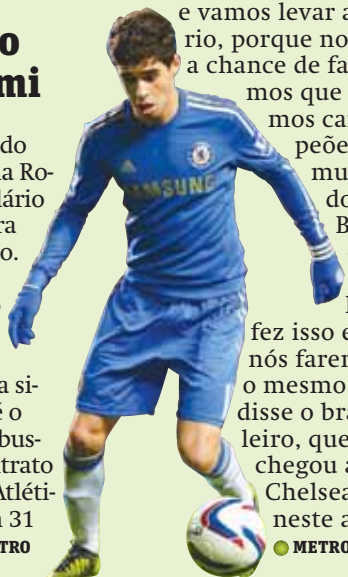 o
mi
do
a Ro-
lário
ra
o.
a si-
é o
bus-
trato
Atléti-
31
TRO
SAMSUNG
e vamos levar a
rio, porque no
a chance de fa
mos que
mos ca
peõe
mu
do
B
fez isso e
nós farem
o mesmo
disse o bra
leiro, que
chegou a
Chelsea
neste a
METRO